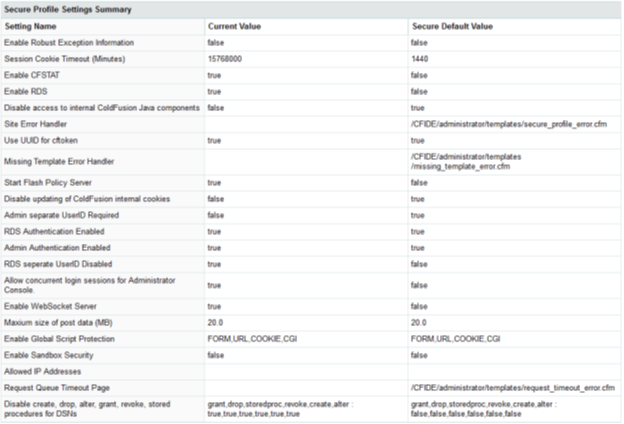 Secure Profile Settings Summary
Setting Name Current Value Secure Default Value
Enable Robust Exception Information false false
Session Cookie Timeout (Minutes) 15768000 1440
Enable CFSTAT true false
Enable RDS true false
Disable access to internal ColdFusion Java components false true
Site Error Handler /CFIDE/administrator/templates/secure_profile_error.cfm
Use UUID for cftoken true true
Missing Template Error Handler /CFIDE/administrator/templates
/missing_template_error.cfm
Start Flash Policy Server true false
Disable updating of ColdFusion internal cookies false true
Admin separate UserID Required false true
RDS Authentication Enabled true true
Admin Authentication Enabled true true
RDS seperate UserID Disabled true false
Allow concurrent login sessions for Administrator
Console. true false
Enable WebSocket Server true false
Maxium size of post data (MB) 20.0 20.0
Enable Global Script Protection FORM,URL,COOKIE,CGI FORM,URL,COOKIE,CGI
Enable Sandbox Security false false
Allowed IP Addresses
Request Queue Timeout Page /CFIDE/administrator/templates/request_timeout_error.cfm
Disable create, drop, alter, grant, revoke, stored grant,drop,storedproc,revoke,create,alter : grant,drop,storedproc,revoke,create,alter :
procedures for DSNs true,true,true,true,true,true false,false,false,false,false,false